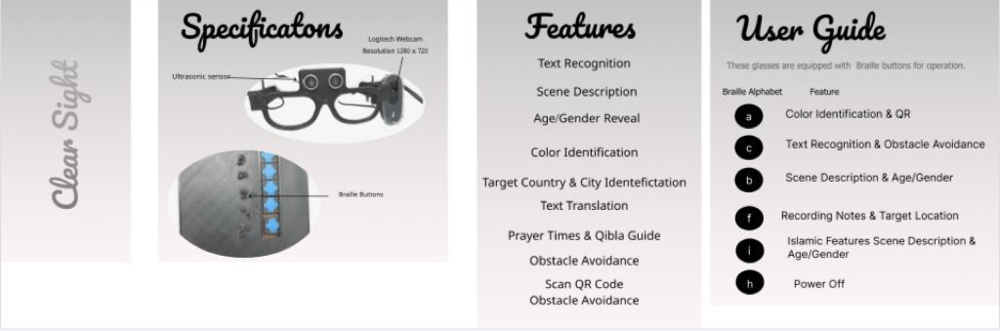 Clear Sight
Specificatons
Logitech Webcam
Resolution 1280 x 720
Ultrasonic sensor
Braille Buttons
Features
Text Recognition
Scene Description
Age/Gender Reveal
Color Identification
Target Country & City Identefictation
Text Translation
Prayer Times & Qibla Guide
Obstacle Avoidance
Scan QR Code
Obstacle Avoidance
User Guide
These glasses are equipped with Braille buttons for operation.
Braille Alphabet Feature
a Color Identification & QR
c Text Recognition & Obstacle Avoidance
b Scene Description & Age/Gender
f Recording Notes & Target Location
i Islamic Features Scene Description &
Age/Gender
h Power Off